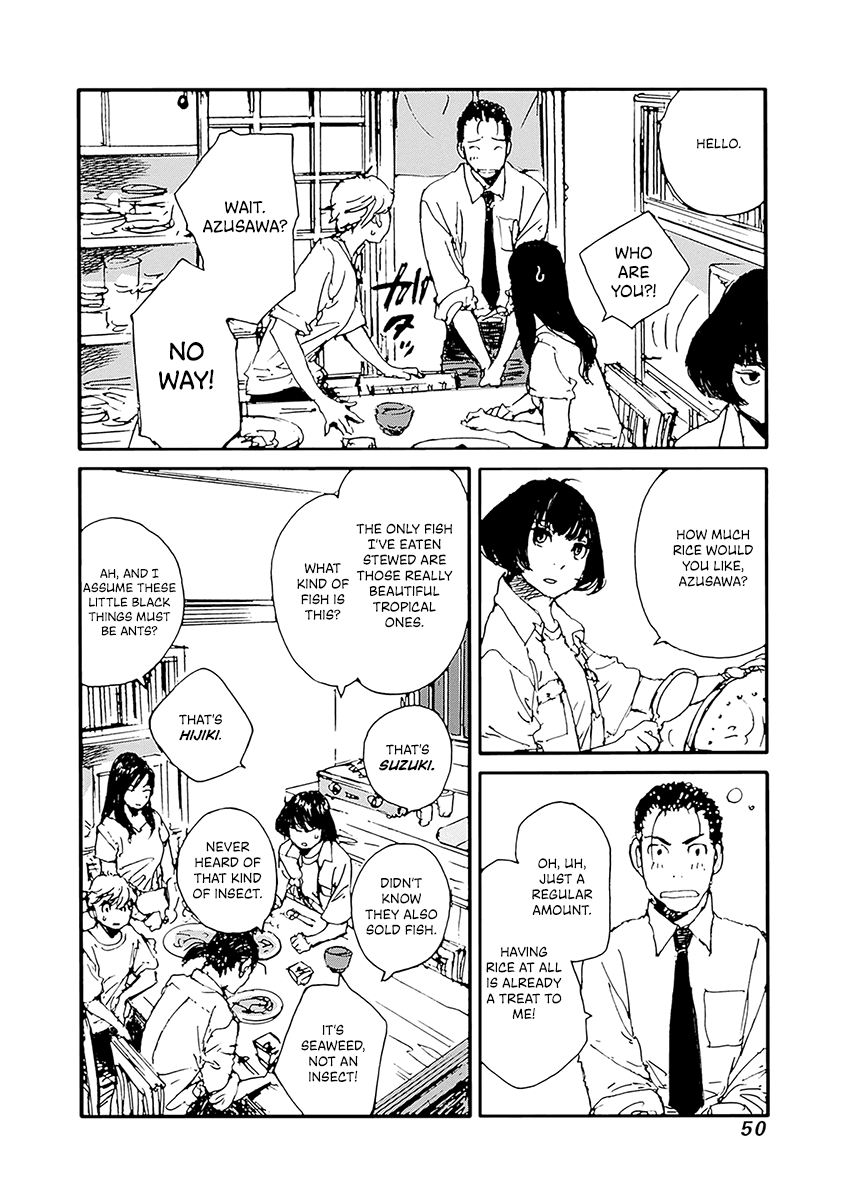 HELLO.
WHO
ARE
YOU?!
WAIT.
AZUSAWA?
NO
WAY!
ガタッ
HOW MUCH
RICE WOULD
YOU LIKE,
AZUSAWA?
OH, UH,
JUST A
REGULAR
AMOUNT.
HAVING
RICE AT ALL
IS ALREADY
A TREAT TO
ME!
THE ONLY FISH
I'VE EATEN
STEWED ARE
THOSE REALLY
BEAUTIFUL
TROPICAL
ONES.
WHAT
KIND OF
FISH IS
THIS?
THAT'S
SUZUKI.
DIDN'T
KNOW
THEY ALSO
SOLD FISH.
AH, AND I
ASSUME THESE
LITTLE BLACK
THINGS MUST
BE ANTS?
THAT'S
HIJIKI.
NEVER
HEARD OF
THAT KIND
OF INSECT.
IT'S
SEAWEED,
NOT AN
INSECT!
50